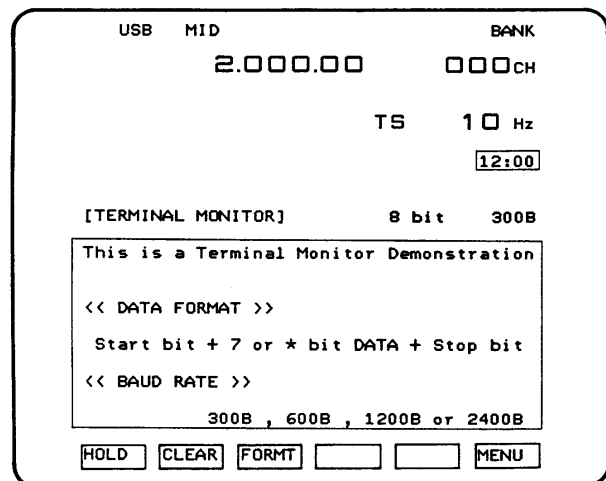 USB MID BANK
2.000.00 000CH
TS 10 Hz
12:00
[TERMINAL MONITOR] 8 bit 300B
This is a Terminal Monitor Demonstration
<< DATA FORMAT >>
Start bit + 7 or * bit DATA + Stop bit
<< BAUD RATE >>
300B , 600B , 1200B or 2400B
HOLD CLEAR FORMT MENU